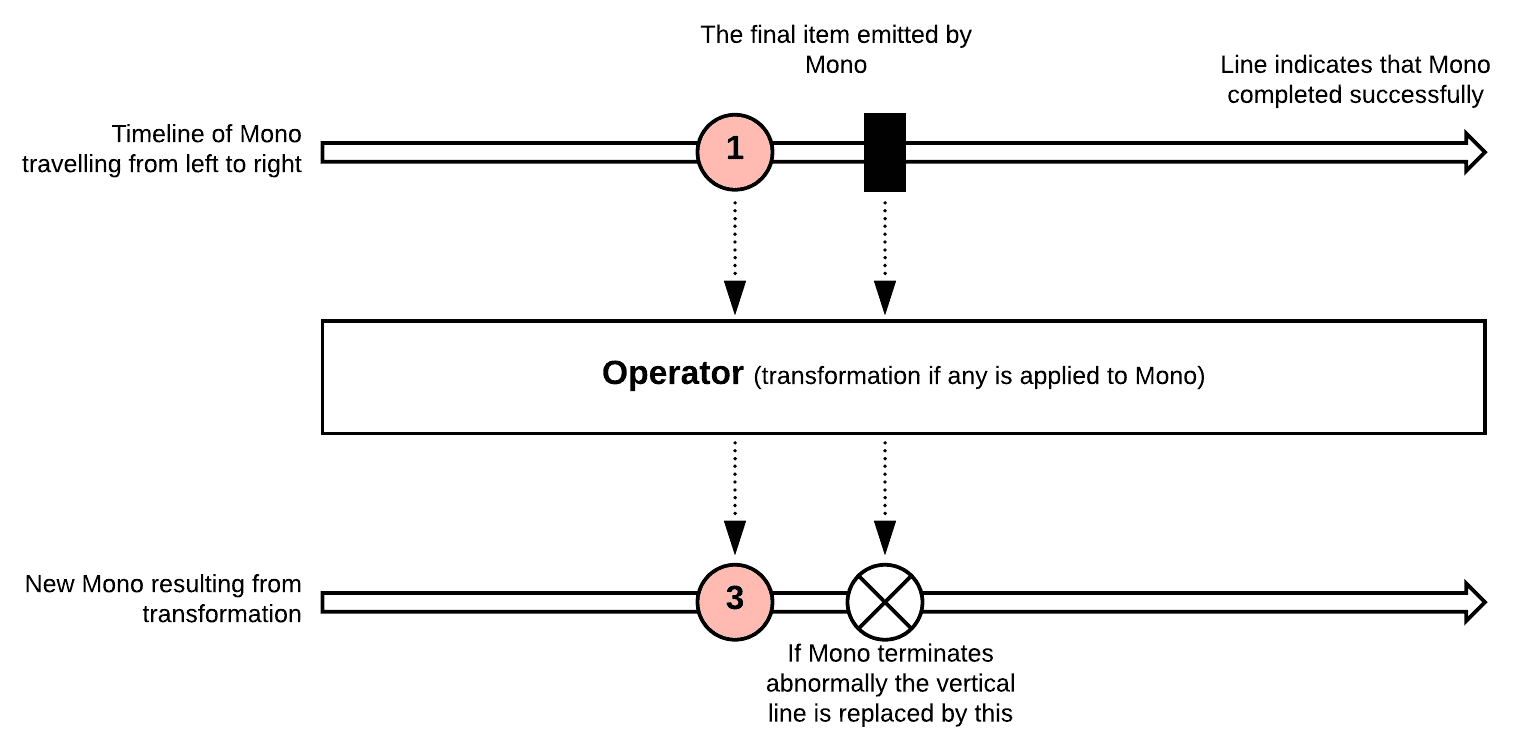 The final item emitted by
Mono
Line indicates that Mono
completed successfully
Timeline of Mono
travelling from left to right
1
Operator (transformation if any is applied to Mono)
New Mono resulting from
transformation
3
If Mono terminates
abnormally the vertical
line is replaced by this